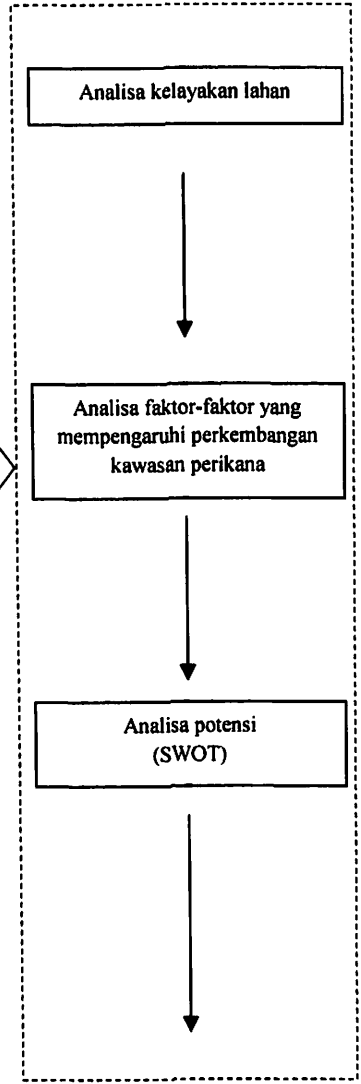 Analisa kelayakan lahan
Analisa faktor-faktor yang
mempengaruhi perkembangan
kawasan perikana
Analisa potensi
(SWOT)